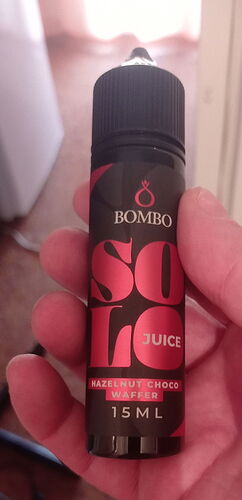 BOMBO
SO
LO
JUICE
HAZELNUT CHOCO
WAFFER
15ML